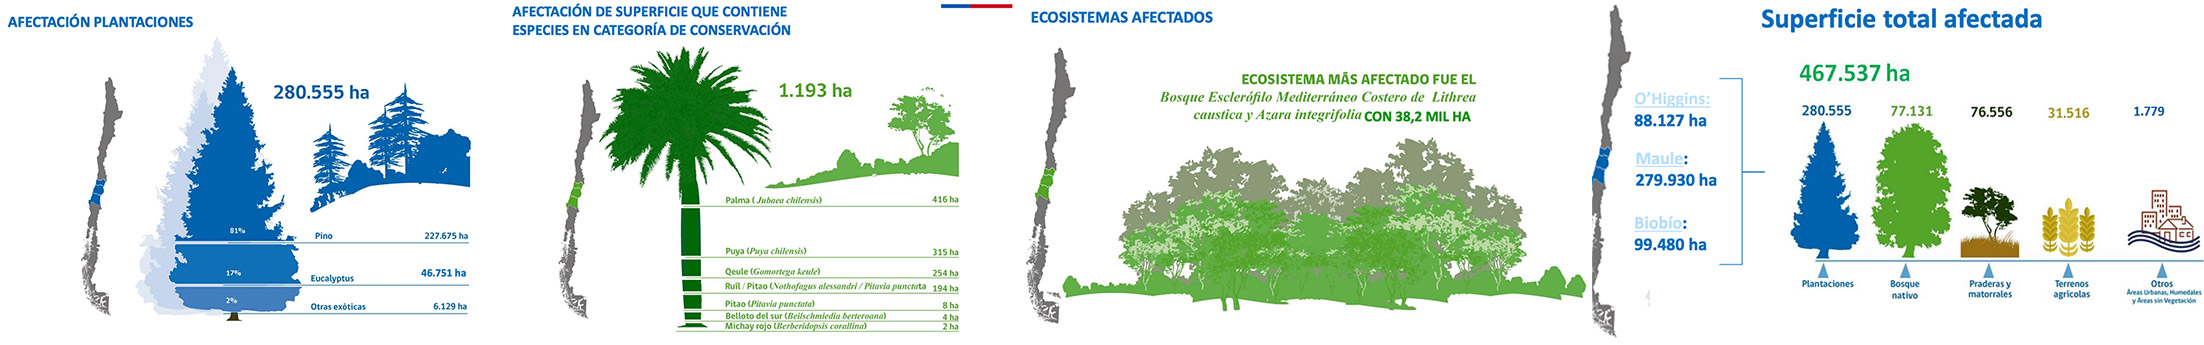 AFECTACIÓN PLANTACIONES
280.555 ha
81%
Pino 227.675 ha
17%
Eucalyptus 46.751 ha
2%
Otras exóticas 6.129 ha
AFECTACIÓN DE SUPERFICIE QUE CONTIENE
ESPECIES EN CATEGORÍA DE CONSERVACIÓN
1.193 ha
Palma ( Jubaea chilensis) 416 ha
Puya (Puya chilensis) 315 ha
Qeule (Gomortega keule) 254 ha
Ruil / Pitao (Nothofagus alessandri / Pitavia punctata 194 ha
Pitao (Pitavia punctata) 8 ha
Belloto del sur (Beilschmiedia berteroana) 4 ha
Michay rojo (Berberidopsis corallina) 2 ha
ECOSISTEMAS AFECTADOS
ECOSISTEMA MÁS AFECTADO FUE EL
Bosque Esclerófilo Mediterráneo Costero de Lithrea
caustica y Azara integrifolia CON 38,2 MIL HA
Superficie total afectada
O'Higgins:
88.127 ha
Maule:
279.930 ha
Biobío:
99.480 ha
467.537 ha
280.555 77.131 76.556 31.516 1.779
Plantaciones
Bosque
nativo
Praderas y
matorrales
Terrenos
agrícolas
Otros
Áreas Urbanas, Humedales
y Áreas sin Vegetación